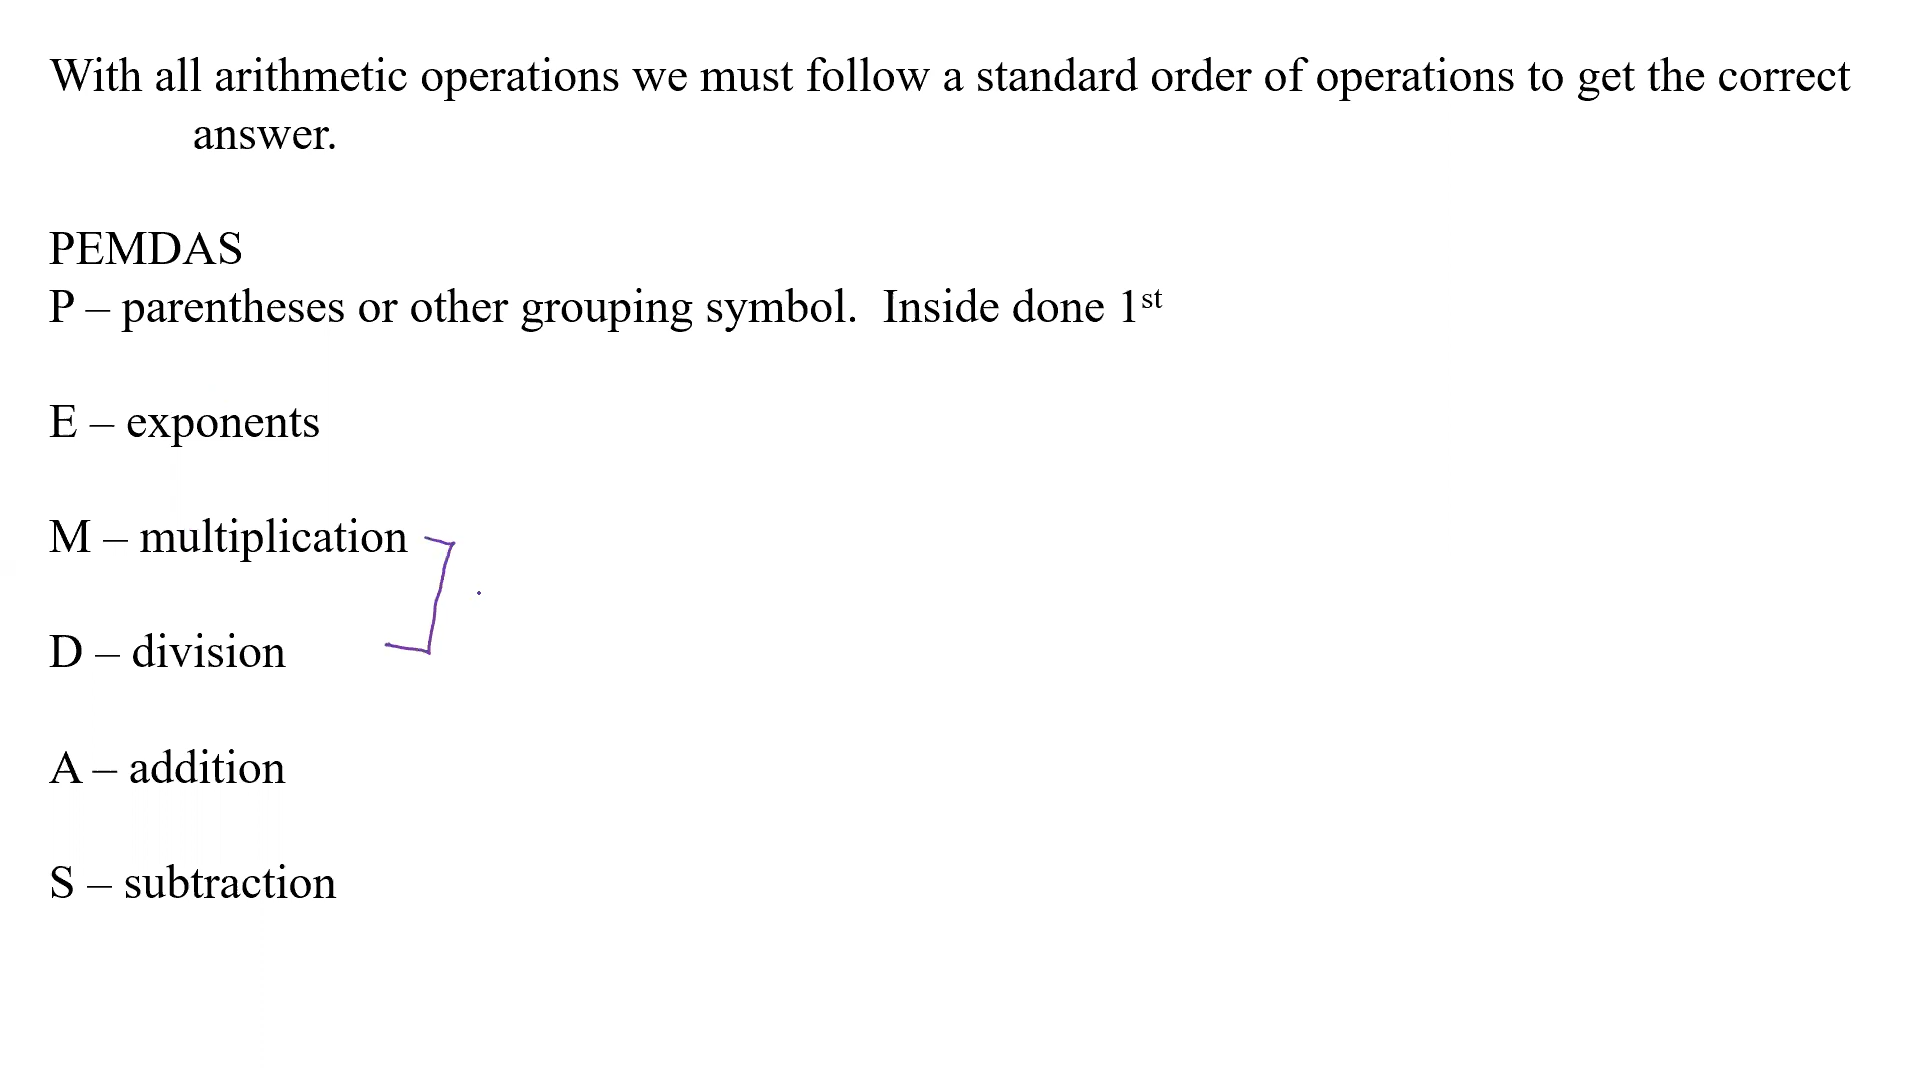 With all arithmetic operations we must follow a standard order of operations to get the correct
answer.
PEMDAS
P – parentheses or other grouping symbol.  Inside done 1st
E – exponents
M – multiplication
D – division
A – addition
S – subtraction